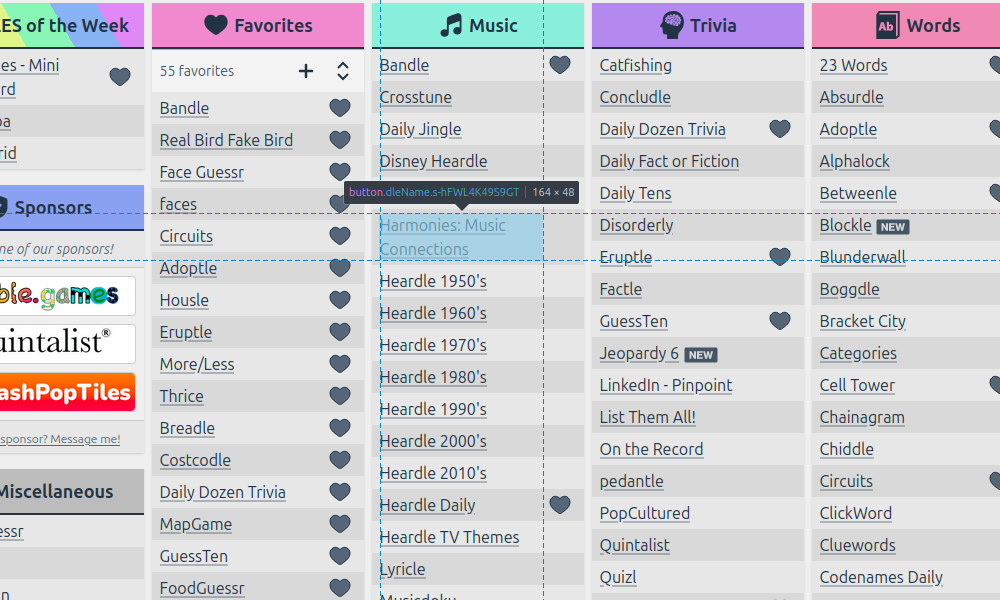 LES of the Week
es - Mini
rd
pa
rid
Sponsors
ne of our sponsors!
ble.games
uintalist®
ashPopTiles
sponsor? Message me!
Miscellaneous
essr
Favorites
55 favorites
Bandle
Real Bird Fake Bird
Face Guessr
faces
Circuits
Adoptle
Housle
Eruptle
More/Less
Thrice
Breadle
Costcodle
Daily Dozen Trivia
MapGame
GuessTen
FoodGuessr
Music
Bandle
Crosstune
Daily Jingle
Disney Heardle
button.dleName.s-hFWL4K49S9GT | 164 × 48
Harmonies: Music
Connections
Heardle 1950's
Heardle 1960's
Heardle 1970's
Heardle 1980's
Heardle 1990's
Heardle 2000's
Heardle 2010's
Heardle Daily
Heardle TV Themes
Lyricle
Musicdoku
Trivia
Catfishing
Concludle
Daily Dozen Trivia
Daily Fact or Fiction
Daily Tens
Disorderly
Eruptle
Factle
GuessTen
Jeopardy 6 NEW
LinkedIn - Pinpoint
List Them All!
On the Record
pedantle
PopCultured
Quintalist
Quizl
Ab Words
23 Words
Absurdle
Adoptle
Alphalock
Betweenle
Blockle NEW
Blunderwall
Boggdle
Bracket City
Categories
Cell Tower
Chainagram
Chiddle
Circuits
ClickWord
Cluewords
Codenames Daily